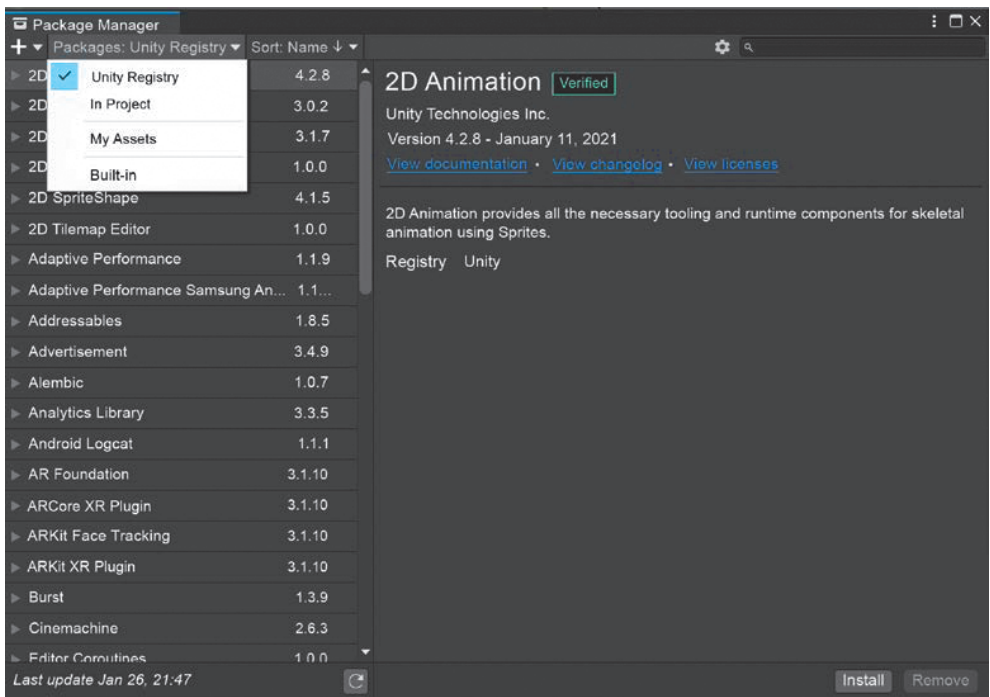 Package Manager
Packages: Unity Registry Sort: Name
2D 4.2.8
Unity Registry
2D 3.0.2
In Project
2D 3.1.7
My Assets
2D 1.0.0
Built-in
2D SpriteShape 4.1.5
2D Tilemap Editor 1.0.0
Adaptive Performance 1.1.9
Adaptive Performance Samsung An... 1.1...
Addressables 1.8.5
Advertisement 3.4.9
Alembic 1.0.7
Analytics Library 3.3.5
Android Logcat 1.1.1
AR Foundation 3.1.10
ARCore XR Plugin 3.1.10
ARKit Face Tracking 3.1.10
ARKit XR Plugin 3.1.10
Burst 1.3.9
Cinemachine 2.6.3
Editor Coroutines 1.0.0
Last update Jan 26, 21:47
2D Animation Verified
Unity Technologies Inc.
Version 4.2.8 - January 11, 2021
View documentation • View changelog • View licenses
2D Animation provides all the necessary tooling and runtime components for skeletal
animation using Sprites.
Registry Unity
Install Remove